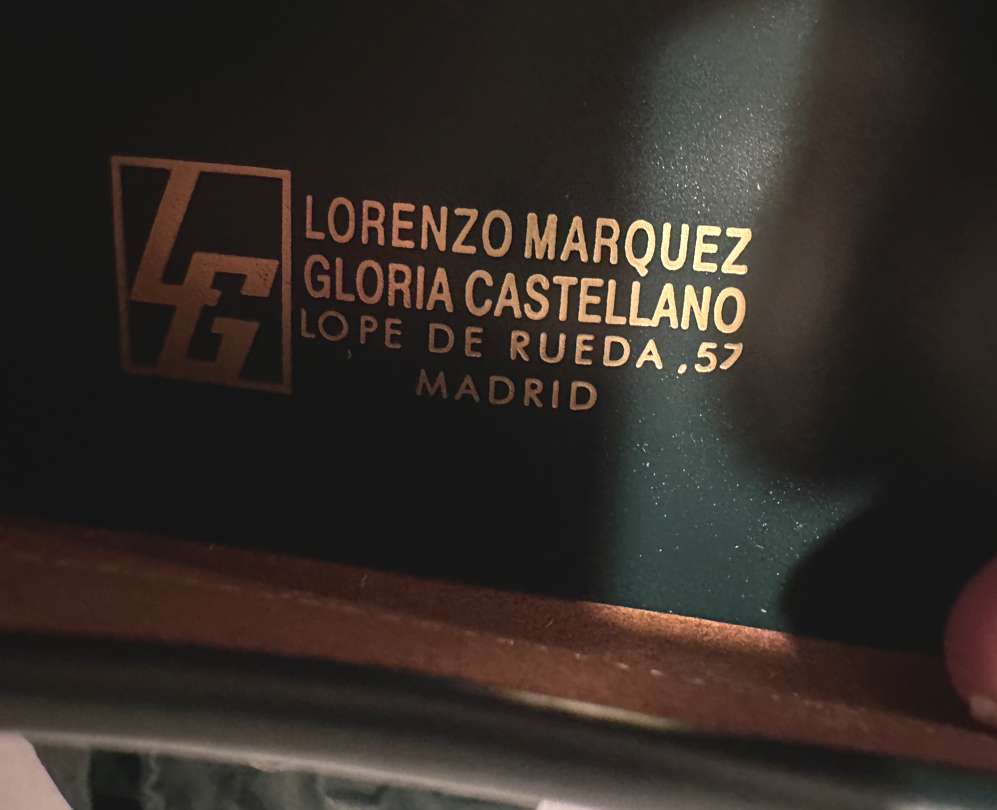 LG
LORENZO MARQUEZ
GLORIA CASTELLANO
LOPE DE RUEDA ,57
MADRID